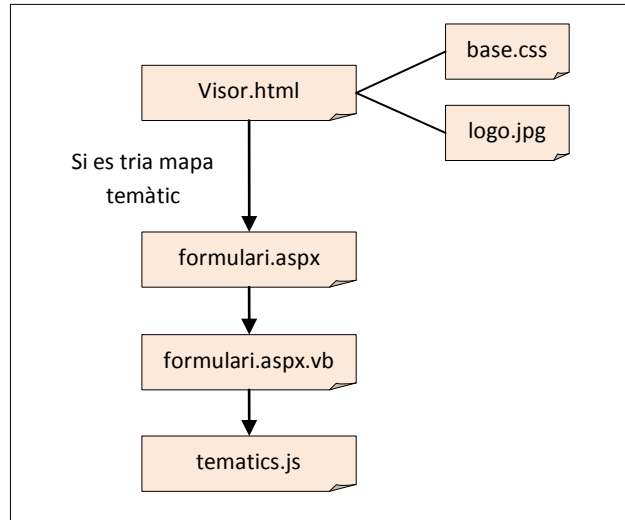 base.css
Visor.html
logo.jpg
Si es tria mapa
temàtic
formulari.aspx
formulari.aspx.vb
tematics.js